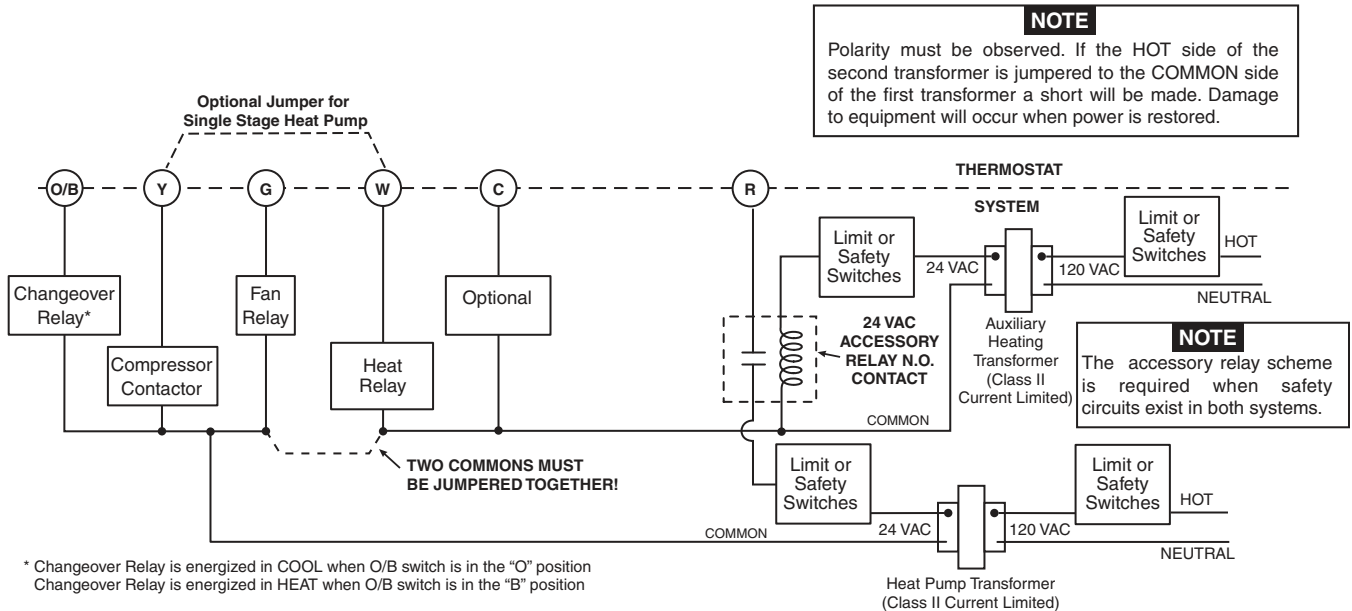 NOTE
Polarity must be observed. If the HOT side of the
second transformer is jumpered to the COMMON side
of the first transformer a short will be made. Damage
to equipment will occur when power is restored.
Optional Jumper for
Single Stage Heat Pump
O/B
Y
G
W
C
R
THERMOSTAT
SYSTEM
Changeover
Relay*
Compressor
Contactor
Fan
Relay
Heat
Relay
Optional
24 VAC
ACCESSORY
RELAY N.O.
CONTACT
Limit or
Safety
Switches
24 VAC
120 VAC
Limit or
Safety
Switches
HOT
NEUTRAL
Auxiliary
Heating
Transformer
(Class II
Current Limited)
NOTE
The accessory relay scheme
is required when safety
circuits exist in both systems.
COMMON
TWO COMMONS MUST
BE JUMPERED TOGETHER!
Limit or
Safety
Switches
COMMON
24 VAC
120 VAC
Limit or
Safety
Switches
HOT
NEUTRAL
Heat Pump Transformer
(Class II Current Limited)
* Changeover Relay is energized in COOL when O/B switch is in the “O” position
Changeover Relay is energized in HEAT when O/B switch is in the “B” position